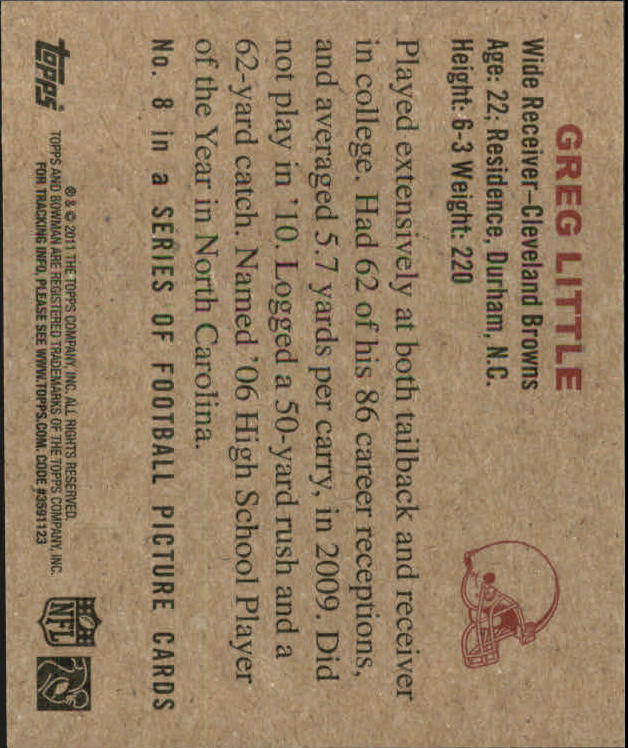 GREG LITTLE
Wide Receiver–Cleveland Browns
Age: 22; Residence, Durham, N.C.
Height: 6-3 Weight: 220
Played extensively at both tailback and receiver
in college. Had 62 of his 86 career receptions,
and averaged 5.7 yards per carry, in 2009. Did
not play in '10. Logged a 50-yard rush and a
62-yard catch. Named '06 High School Player
of the Year in North Carolina.
No. 8 in a SERIES OF FOOTBALL PICTURE CARDS
topps
® & © 2011 THE TOPPS COMPANY, INC. ALL RIGHTS RESERVED.
TOPPS AND BOWMAN ARE REGISTERED TRADEMARKS OF THE TOPPS COMPANY, INC.
FOR TRACKING INFO, PLEASE SEE WWW.TOPPS.COM. CODE #3591123
NFL